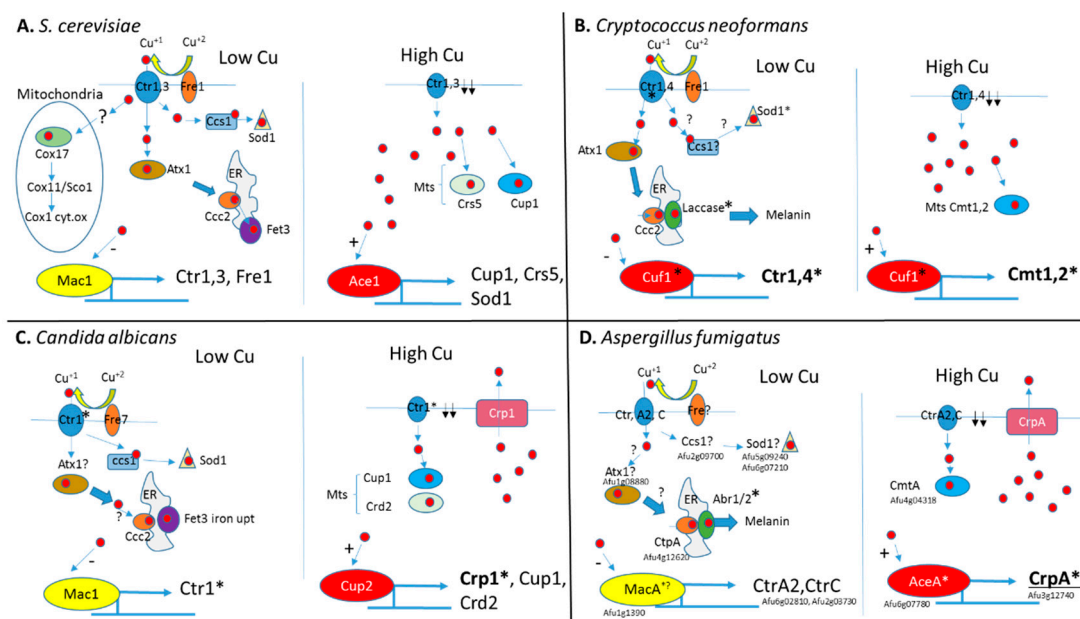 A. S. cerevisiae
Cu+1
Cu+2
Low Cu
Ctr1,3
Fre1
Mitochondria
?
Ccs1
Sod1
Cox17
Atx1
Cox11/Sco1
ER
Cox1 cyt.ox
Ccc2
Fet3
-
Mac1
Ctr1,3, Fre1
High Cu
Ctr1,3
Mts
Crs5
Cup1
+
Ace1
Cup1, Crs5,
Sod1
B. Cryptococcus neoformans
Cu+1
Cu+2
Low Cu
Ctr1,4
*
Fre1
Sod1*
?
?
Atx1
Ccs1?
ER
Laccase*
Melanin
Ccc2
-
Cuf1*
Ctr1,4*
High Cu
Ctr1,4
Mts Cmt1,2
+
Cuf1*
Cmt1,2*
C. Candida albicans
Low Cu
Cu+1
Cu+2
Ctr1*
Fre7
Atx1?
ccs1
Sod1
ER
?
Fet3 iron upt
Ccc2
-
Mac1
Ctr1*
High Cu
Ctr1*
Crp1
Cup1
Mts
Crd2
+
Cup2
Crp1*, Cup1,
Crd2
D. Aspergillus fumigatus
Cu+1
Cu+2
Low Cu
Ctr, A2, C
Fre?
?
Ccs1?
Afu2g09700
Sod1?
Afu5g09240
Afu6g07210
Atx1?
Afu1g08880
?
ER
Abr1/2*
Melanin
CtpA
Afu4g12620
-
MacA*?
Afu1g1390
CtrA2,CtrC
Afu6g02810, Afu2g03730
High Cu
CtrA2,C
CrpA
CmtA
Afu4g04318
+
AceA*
Afu6g07780
CrpA*
Afu3g12740